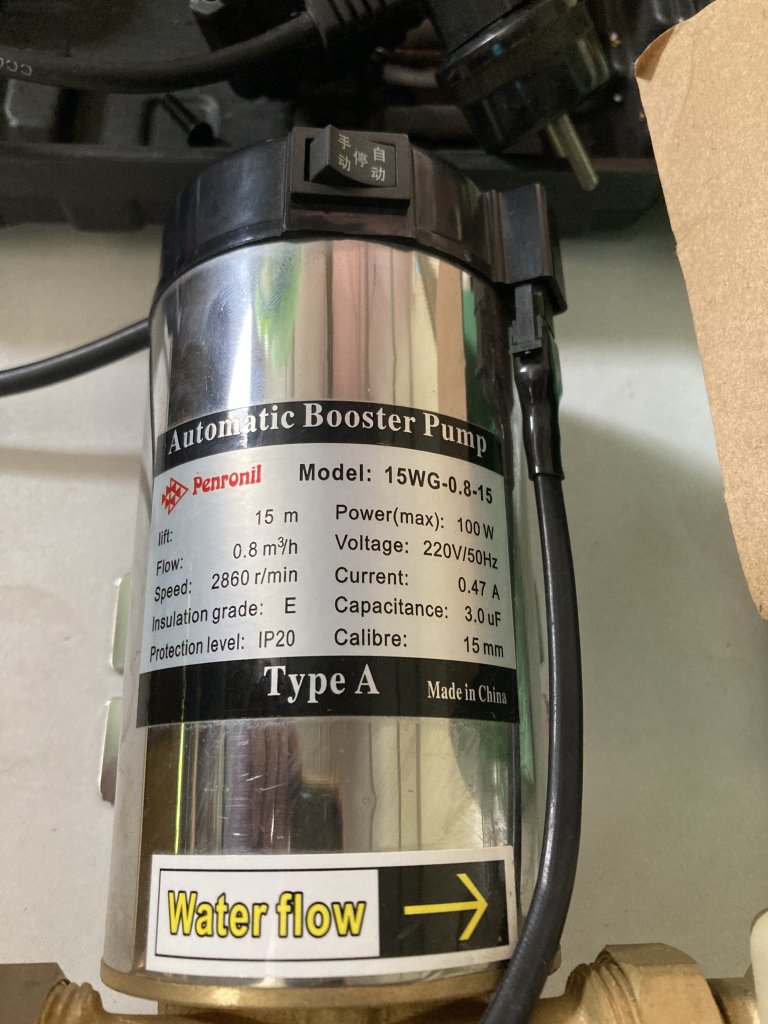 手动 停 自动
Automatic Booster Pump
Penronil Model: 15WG-0.8-15
lift: 15 m Power(max): 100 W
Flow: 0.8 m³/h Voltage: 220V/50Hz
Speed: 2860 r/min Current: 0.47 A
Insulation grade: E Capacitance: 3.0 uF
Protection level: IP20 Calibre: 15 mm
Type A Made in China
Water flow